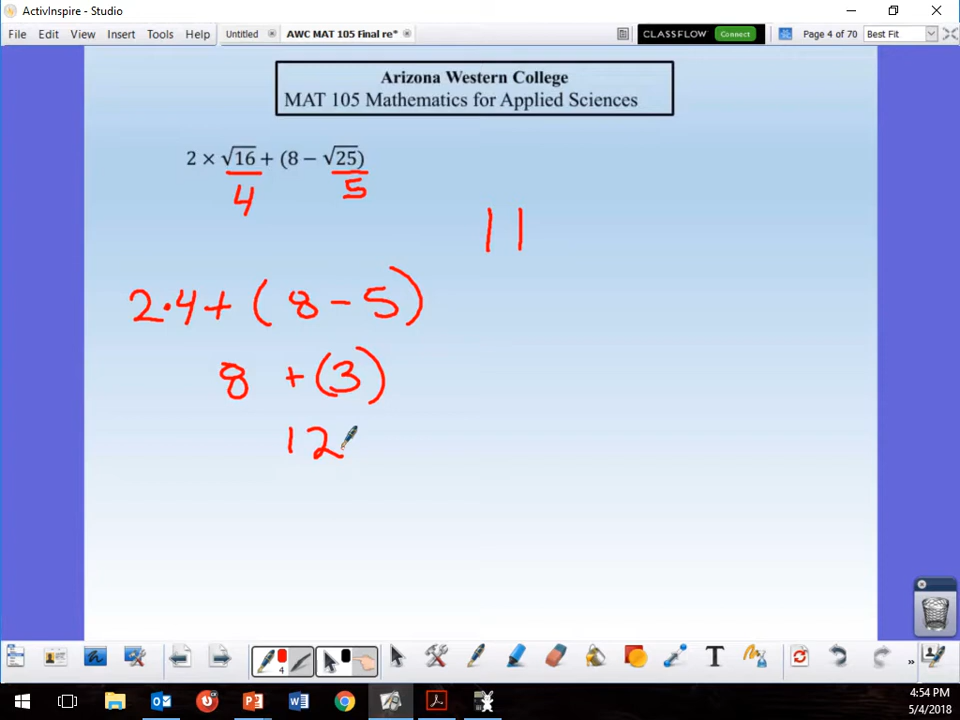 ActivInspire - Studio
File Edit View Insert Tools Help Untitled AWC MAT 105 Final re* CLASSFLOW Connect Page 4 of 70 Best Fit
Arizona Western College
MAT 105 Mathematics for Applied Sciences
2 × √16 + (8 − √25)
4 5
11
2·4+(8-5)
8 +(3)
12
4
T
»
4:54 PM
5/4/2018